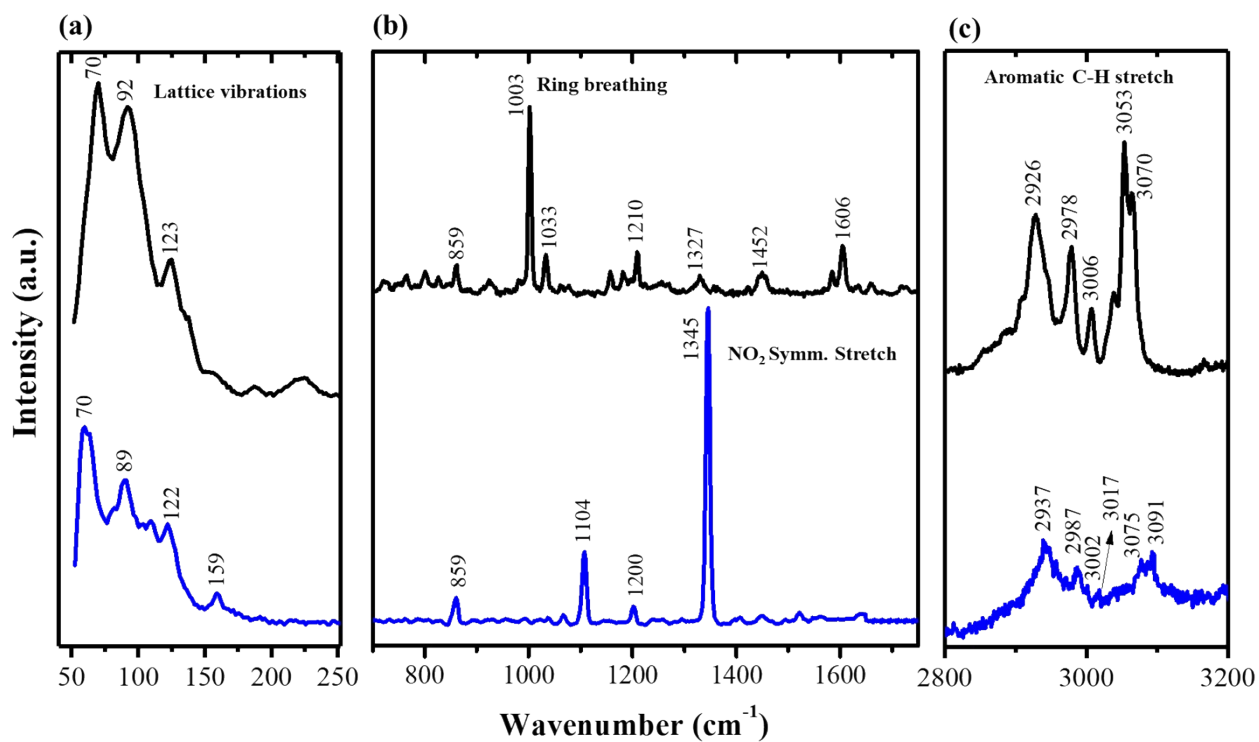 (a)
(b)
(c)
Lattice vibrations
70
92
123
70
89
122
159
Ring breathing
859
1003
1033
1210
1327
1452
1606
NO₂ Symm. Stretch
859
1104
1200
1345
Aromatic C-H stretch
2926
2978
3006
3053
3070
2937
2987
3002
3017
3075
3091
Intensity (a.u.)
50 100 150 200 250
800 1000 1200 1400 1600
2800 3000 3200
Wavenumber (cm⁻¹)